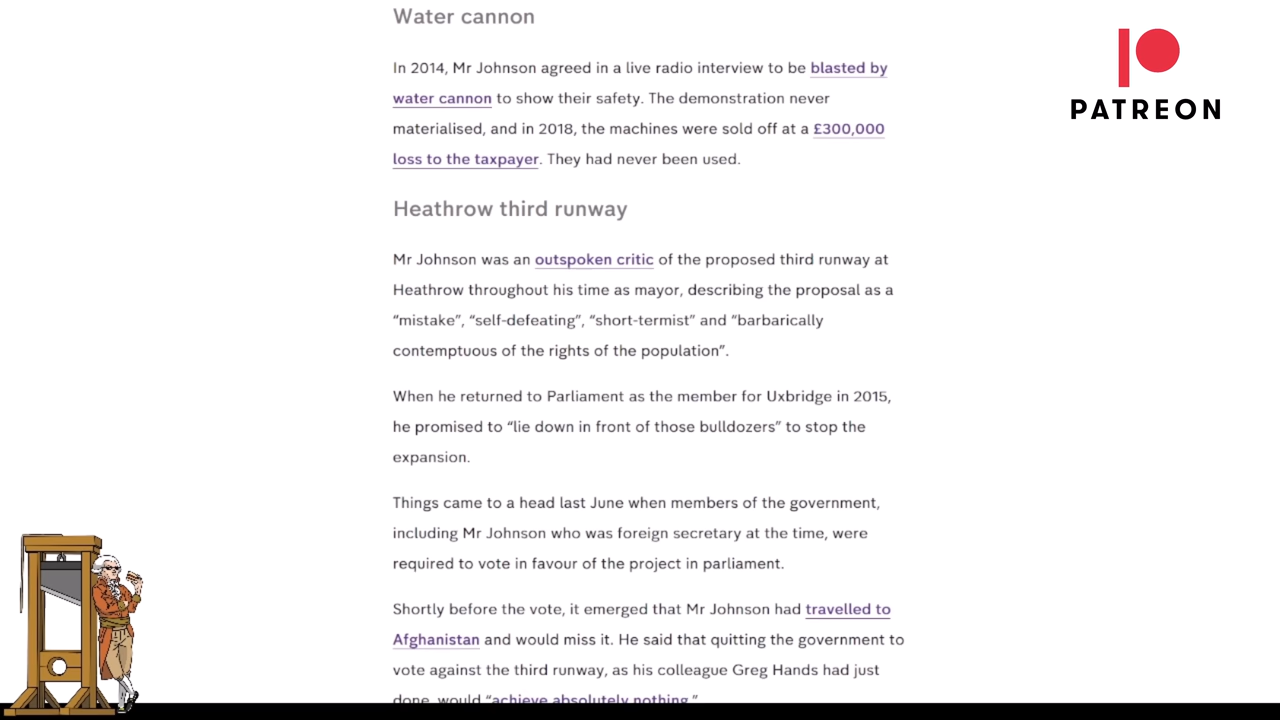 Water cannon
In 2014, Mr Johnson agreed in a live radio interview to be blasted by
water cannon to show their safety. The demonstration never
materialised, and in 2018, the machines were sold off at a £300,000
loss to the taxpayer. They had never been used.
Heathrow third runway
Mr Johnson was an outspoken critic of the proposed third runway at
Heathrow throughout his time as mayor, describing the proposal as a
“mistake”, “self-defeating”, “short-termist” and “barbarically
contemptuous of the rights of the population”.
When he returned to Parliament as the member for Uxbridge in 2015,
he promised to “lie down in front of those bulldozers” to stop the
expansion.
Things came to a head last June when members of the government,
including Mr Johnson who was foreign secretary at the time, were
required to vote in favour of the project in parliament.
Shortly before the vote, it emerged that Mr Johnson had travelled to
Afghanistan and would miss it. He said that quitting the government to
vote against the third runway, as his colleague Greg Hands had just
done, would “achieve absolutely nothing.”
PATREON